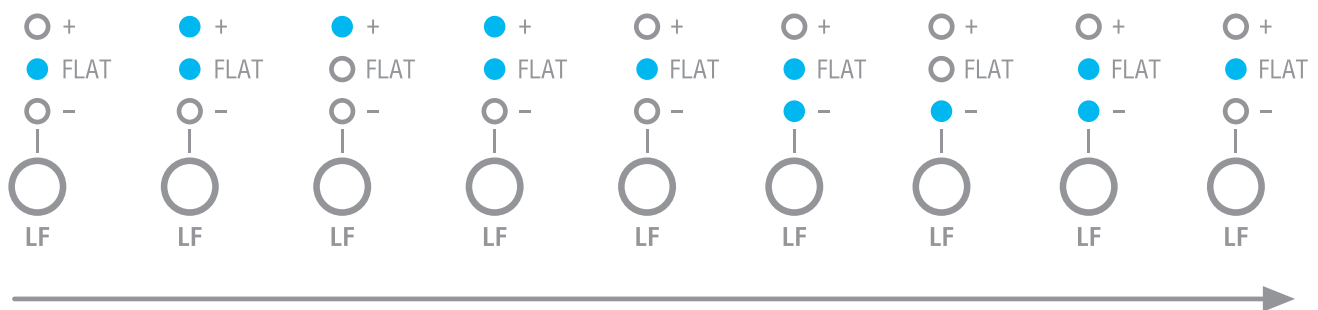 + + + + + + + + +
FLAT FLAT FLAT FLAT FLAT FLAT FLAT FLAT FLAT
– – – – – – – – –
LF LF LF LF LF LF LF LF LF